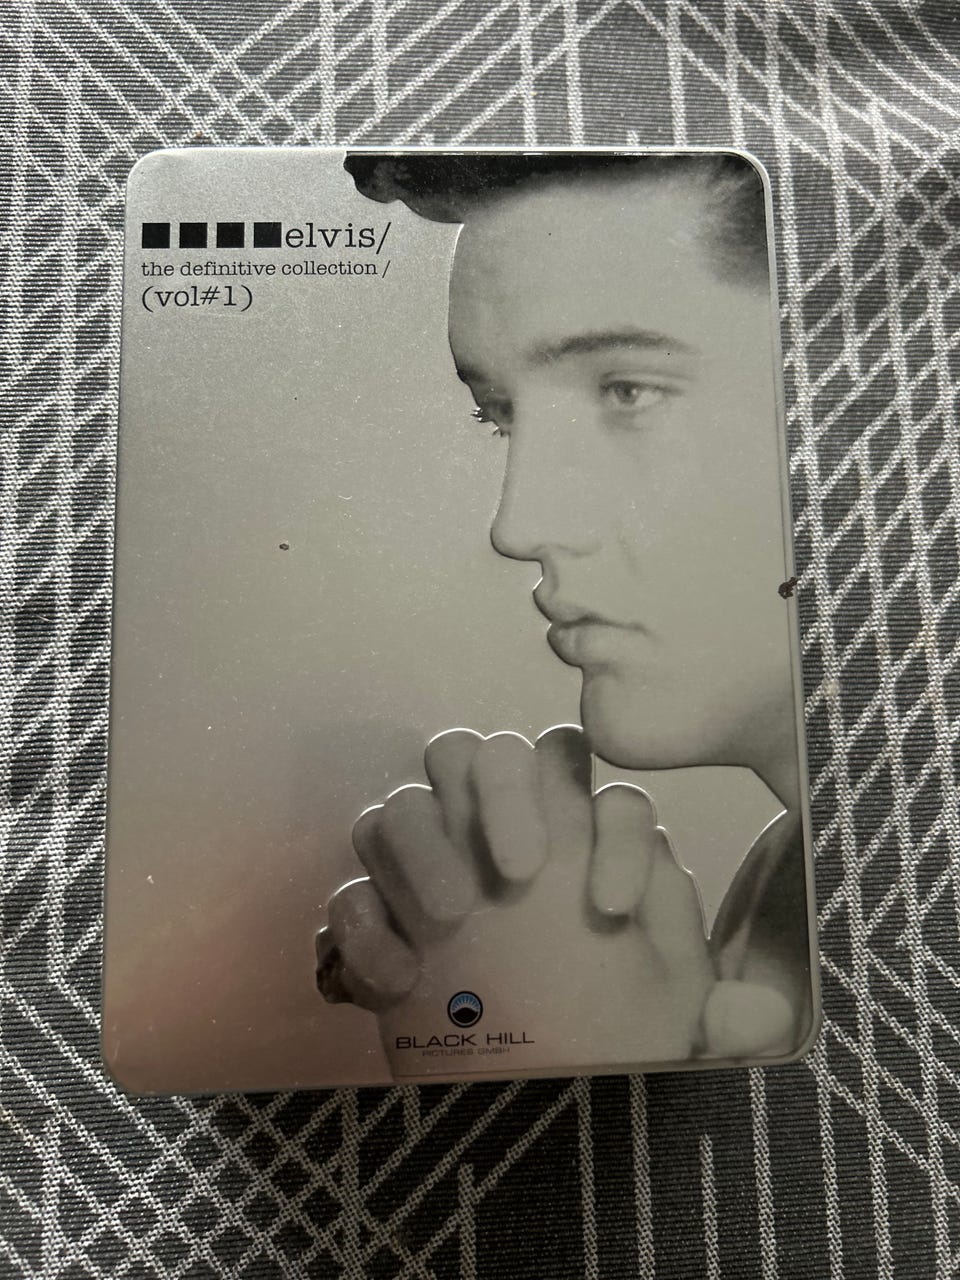 ■■■■elvis/
the definitive collection /
(vol#1)
BLACK HILL
PICTURES GMBH